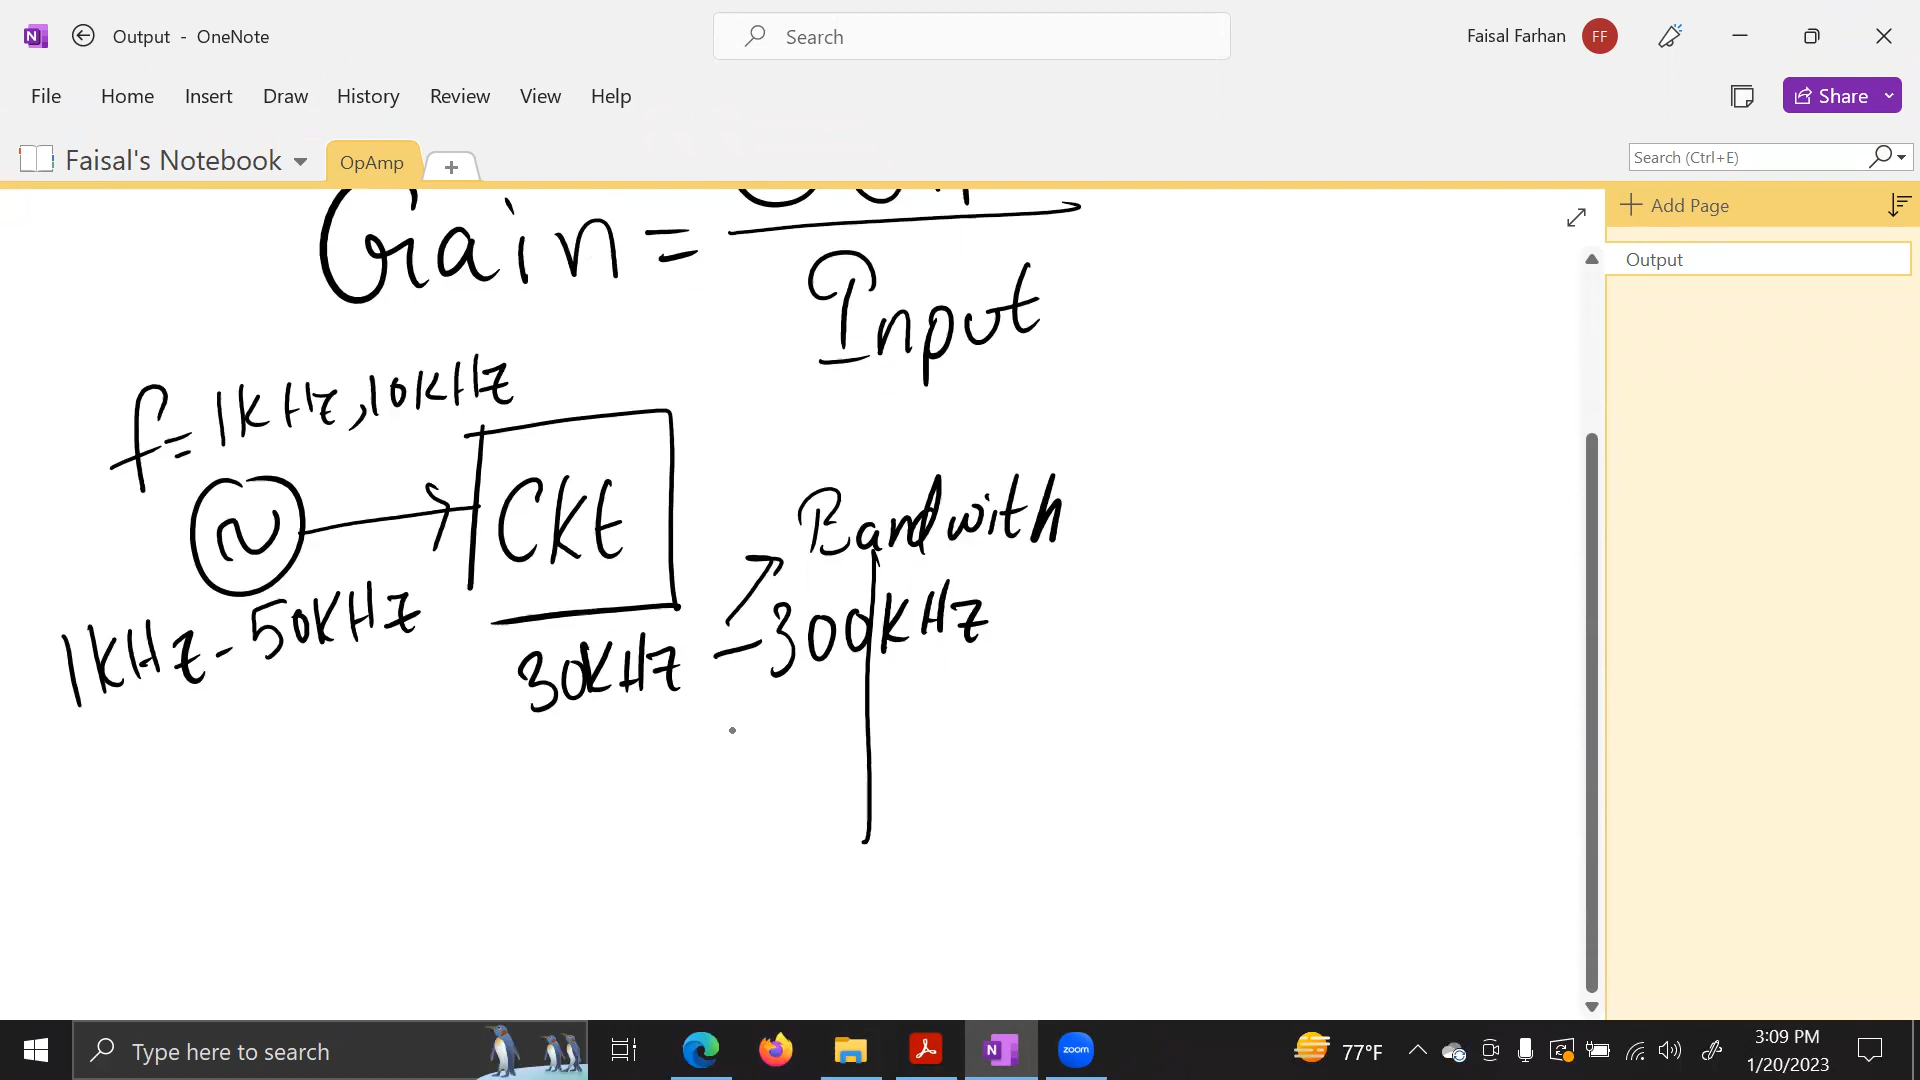 Output - OneNote
Search
Faisal Farhan
FF
File Home Insert Draw History Review View Help
Share
Faisal's Notebook
OpAmp
Search (Ctrl+E)
Add Page
Output
Gain =
Input
f= 1KHz, 10KHz
Ckt
Bandwith
1KHz - 50KHz
30KHz - 300KHz
Type here to search
zoom
77°F
3:09 PM
1/20/2023